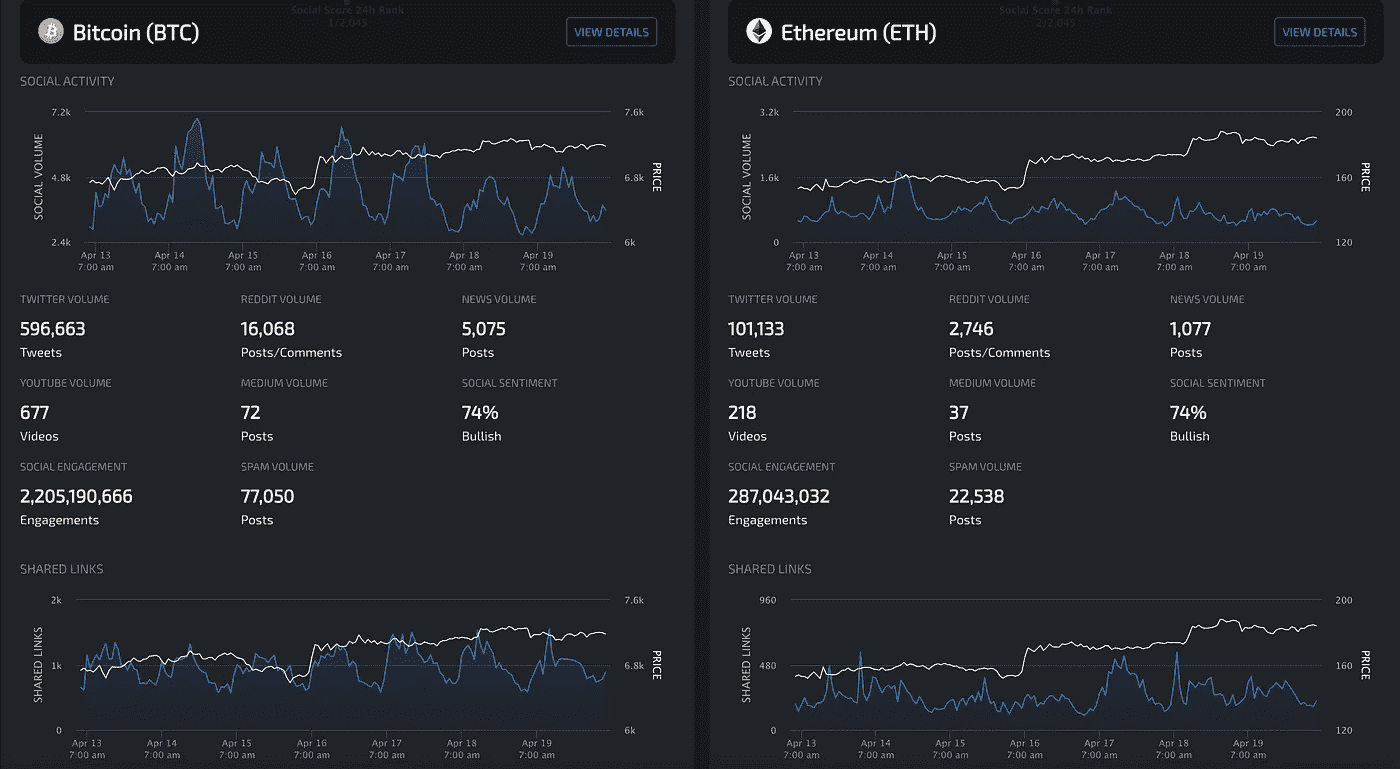 Social Score 24h Rank
1/2,045
Bitcoin (BTC)
VIEW DETAILS
SOCIAL ACTIVITY
7.2k
4.8k
2.4k
SOCIAL VOLUME
7.6k
6.8k
6k
PRICE
Apr 13 Apr 14 Apr 15 Apr 16 Apr 17 Apr 18 Apr 19
7:00 am 7:00 am 7:00 am 7:00 am 7:00 am 7:00 am 7:00 am
TWITTER VOLUME REDDIT VOLUME NEWS VOLUME
596,663 16,068 5,075
Tweets Posts/Comments Posts
YOUTUBE VOLUME MEDIUM VOLUME SOCIAL SENTIMENT
677 72 74%
Videos Posts Bullish
SOCIAL ENGAGEMENT SPAM VOLUME
2,205,190,666 77,050
Engagements Posts
SHARED LINKS
2k
1k
0
SHARED LINKS
7.6k
6.8k
6k
PRICE
Apr 13 Apr 14 Apr 15 Apr 16 Apr 17 Apr 18 Apr 19
7:00 am 7:00 am 7:00 am 7:00 am 7:00 am 7:00 am 7:00 am
Social Score 24h Rank
2/2,045
Ethereum (ETH)
VIEW DETAILS
SOCIAL ACTIVITY
3.2k
1.6k
0
SOCIAL VOLUME
200
160
120
PRICE
Apr 13 Apr 14 Apr 15 Apr 16 Apr 17 Apr 18 Apr 19
7:00 am 7:00 am 7:00 am 7:00 am 7:00 am 7:00 am 7:00 am
TWITTER VOLUME REDDIT VOLUME NEWS VOLUME
101,133 2,746 1,077
Tweets Posts/Comments Posts
YOUTUBE VOLUME MEDIUM VOLUME SOCIAL SENTIMENT
218 37 74%
Videos Posts Bullish
SOCIAL ENGAGEMENT SPAM VOLUME
287,043,032 22,538
Engagements Posts
SHARED LINKS
960
480
0
SHARED LINKS
200
160
120
PRICE
Apr 13 Apr 14 Apr 15 Apr 16 Apr 17 Apr 18 Apr 19
7:00 am 7:00 am 7:00 am 7:00 am 7:00 am 7:00 am 7:00 am